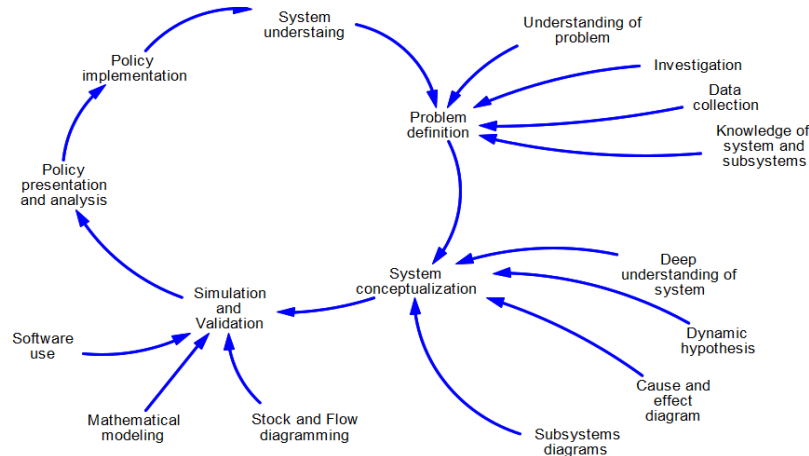 System
understaing
Understanding of
problem
Policy
implementation
Investigation
Data
collection
Problem
definition
Knowledge of
system and
subsystems
Policy
presentation
and analysis
System
conceptualization
Deep
understanding of
system
Simulation
and
Validation
Software
use
Dynamic
hypothesis
Cause and
effect
diagram
Mathematical
modeling
Stock and Flow
diagramming
Subsystems
diagrams